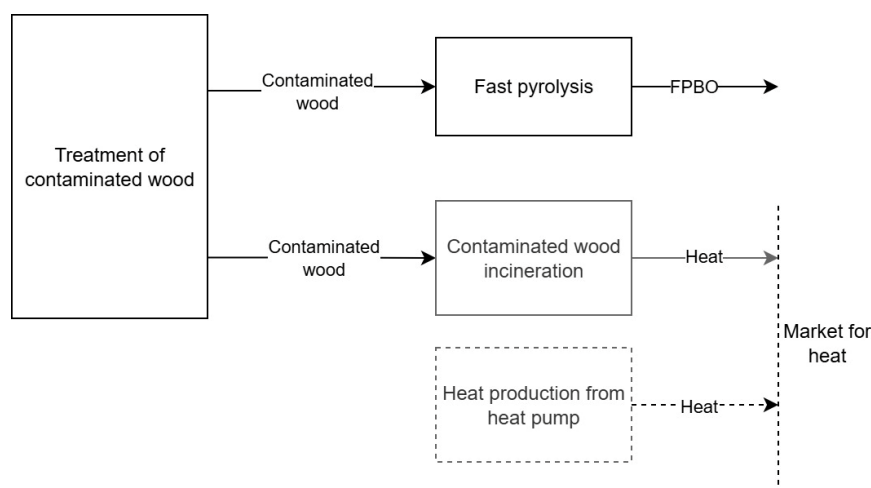 Treatment of
contaminated wood
Contaminated
wood
Fast pyrolysis
FPBO
Contaminated
wood
Contaminated wood
incineration
Heat
Market for
heat
Heat production from
heat pump
Heat